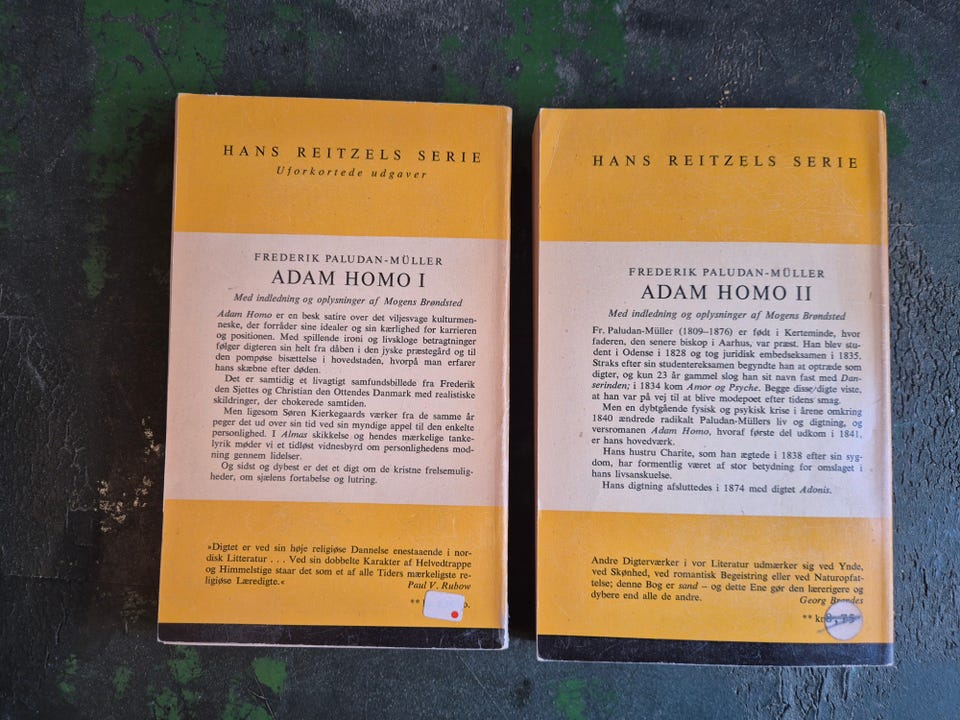 HANS REITZELS SERIE
Uforkortede udgaver
FREDERIK PALUDAN-MÜLLER
ADAM HOMO I
Med indledning og oplysninger af Mogens Brøndsted
Adam Homo er en besk satire over det viljesvage kulturmen-
neske, der forråder sine idealer og sin kærlighed for karrieren
og positionen. Med spillende ironi og livskloge betragtninger
følger digteren sin helt fra dåben i den jyske præstegård og til
den pompøse bisættelse i hovedstaden, hvorpå man erfarer
hans skæbne efter døden.
Det er samtidig et livagtigt samfundsbillede fra Frederik
den Sjettes og Christian den Ottendes Danmark med realistiske
skildringer, der chokerede samtiden.
Men ligesom Søren Kierkegaards værker fra de samme år
peger det ud over sin tid ved sin myndige appel til den enkelte
personlighed. I Almas skikkelse og hendes mærkelige tanke-
lyrik møder vi et tidløst vidnesbyrd om personlighedens mod-
ning gennem lidelser.
Og sidst og dybest er det et digt om de kristne frelsemulig-
heder, om sjælens fortabelse og lutring.
»Digtet er ved sin høje religiøse Dannelse enestaaende i nor-
disk Litteratur . . . Ved sin dobbelte Karakter af Helvedtrappe
og Himmelstige staar det som et af alle Tiders mærkeligste re-
ligiøse Læredigte.«
Paul V. Rubow
**
HANS REITZELS SERIE
FREDERIK PALUDAN-MÜLLER
ADAM HOMO II
Med indledning og oplysninger af Mogens Brøndsted
Fr. Paludan-Müller (1809–1876) er født i Kerteminde, hvor
faderen, den senere biskop i Aarhus, var præst. Han blev stu-
dent i Odense i 1828 og tog juridisk embedseksamen i 1835.
Straks efter sin studentereksamen begyndte han at optræde som
digter, og kun 23 år gammel slog han sit navn fast med Dan-
serinden; i 1834 kom Amor og Psyche. Begge disse digte viste,
at han var på vej til at blive modepoet efter tidens smag.
Men en dybtgående fysisk og psykisk krise i årene omkring
1840 ændrede radikalt Paludan-Müllers liv og digtning, og
versromanen Adam Homo, hvoraf første del udkom i 1841,
er hans hovedværk.
Hans hustru Charite, som han ægtede i 1838 efter sin syg-
dom, har formentlig været af stor betydning for omslaget i
hans livsanskuelse.
Hans digtning afsluttedes i 1874 med digtet Adonis.
Andre Digterværker i vor Literatur udmærker sig ved Ynde,
ved Skønhed, ved romantisk Begeistring eller ved Naturopfat-
telse; denne Bog er sand – og dette Ene gør den lærerigere og
dybere end alle de andre.
Georg Brandes
** kr 8,75